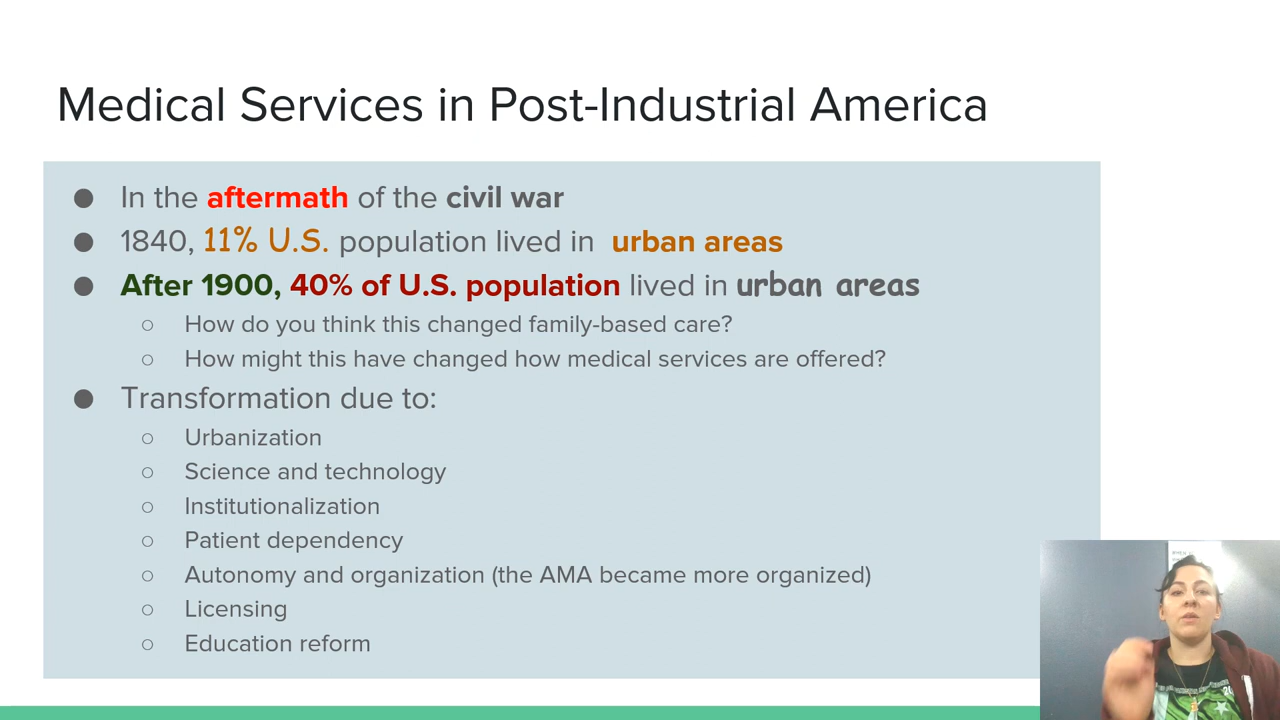 Medical Services in Post-Industrial America
● In the aftermath of the civil war
● 1840, 11% U.S. population lived in urban areas
● After 1900, 40% of U.S. population lived in urban areas
○ How do you think this changed family-based care?
○ How might this have changed how medical services are offered?
● Transformation due to:
○ Urbanization
○ Science and technology
○ Institutionalization
○ Patient dependency
○ Autonomy and organization (the AMA became more organized)
○ Licensing
○ Education reform